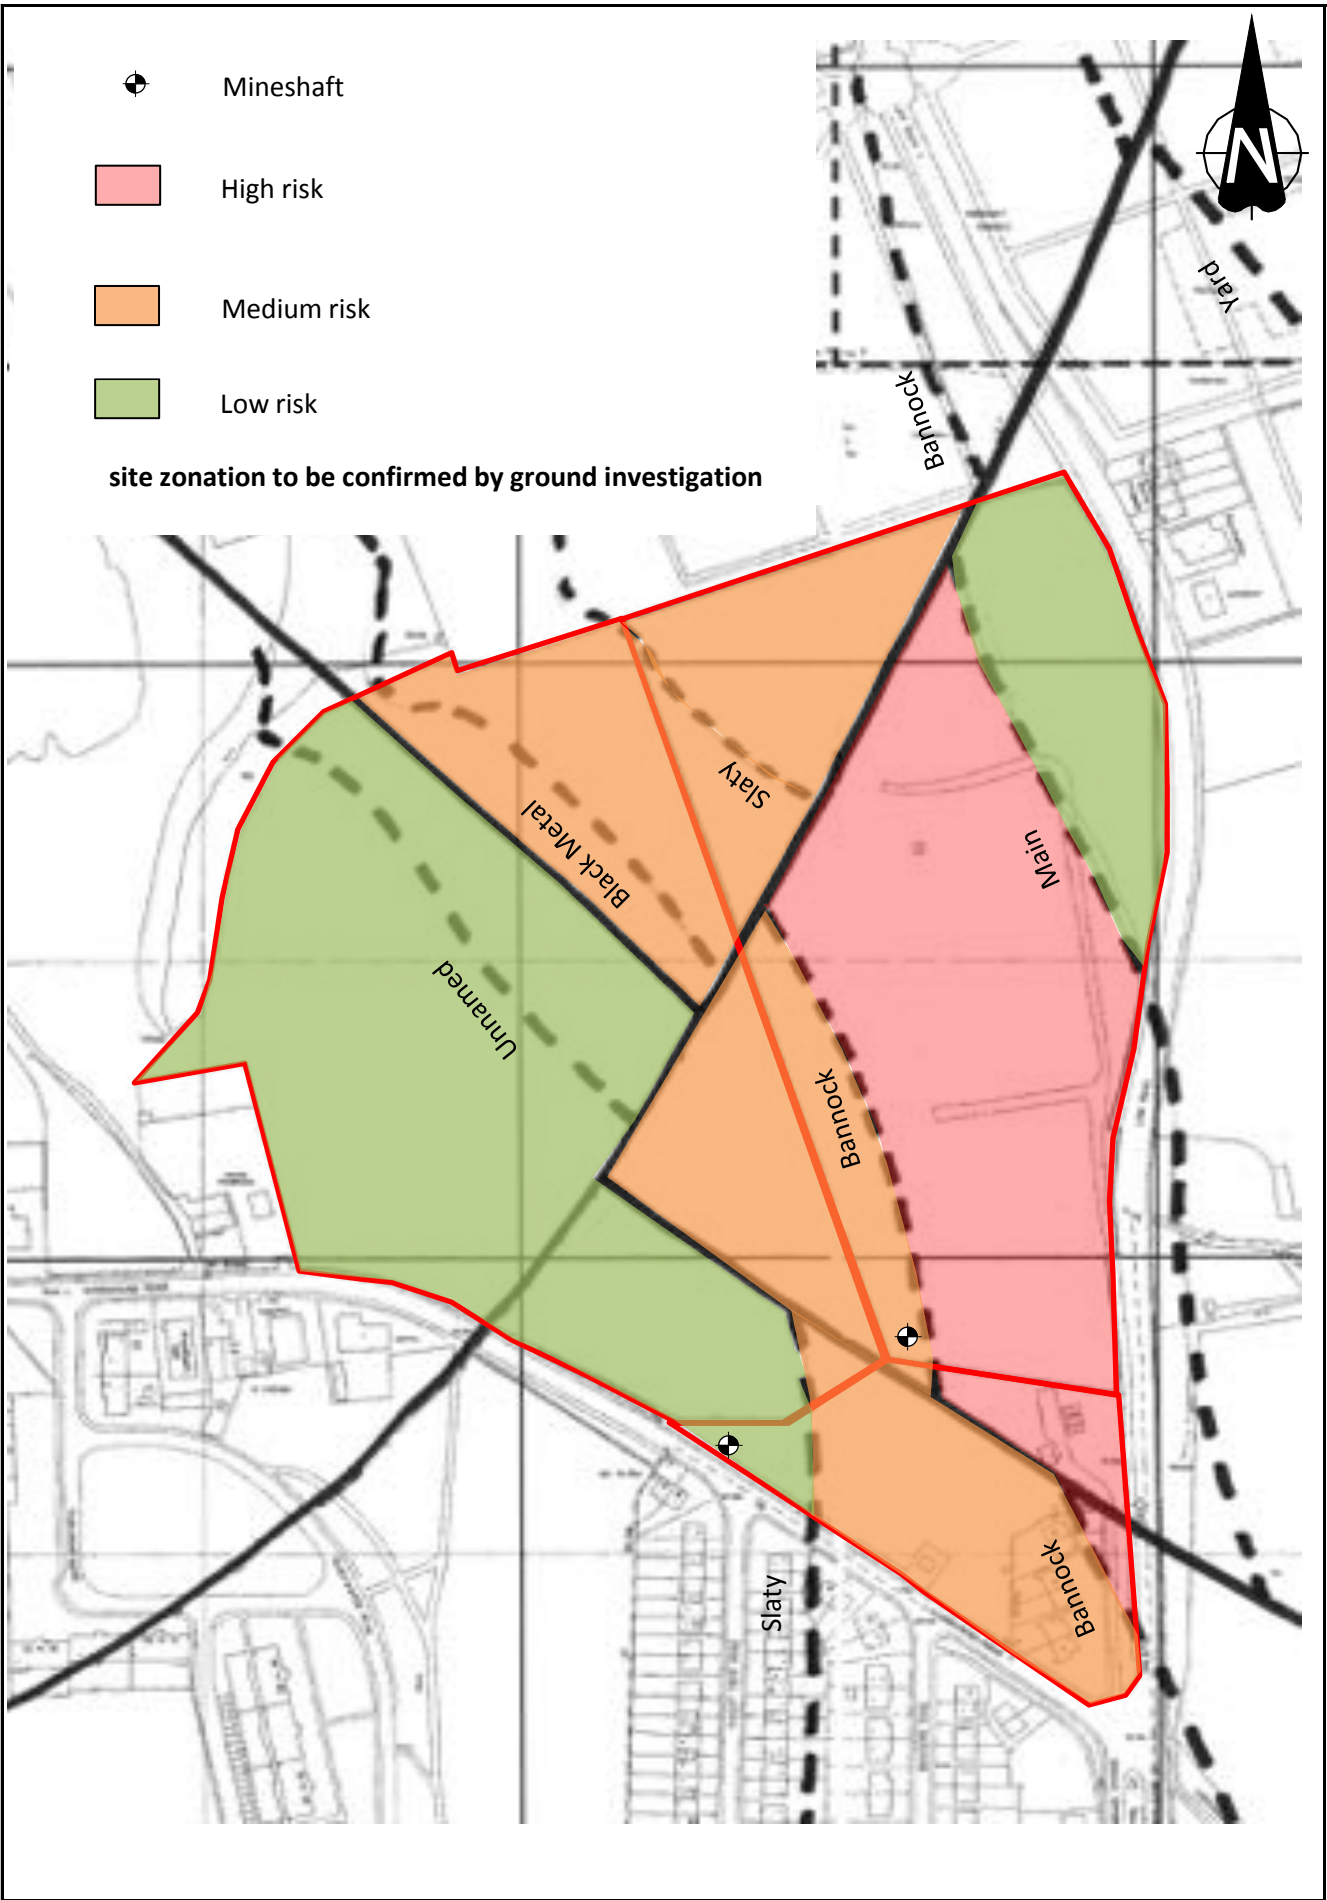 Mineshaft
High risk
Medium risk
Low risk
site zonation to be confirmed by ground investigation
N
Yard
Bannock
Slaty
Black Metal
Main
Unnamed
Bannock
Bannock
Slaty